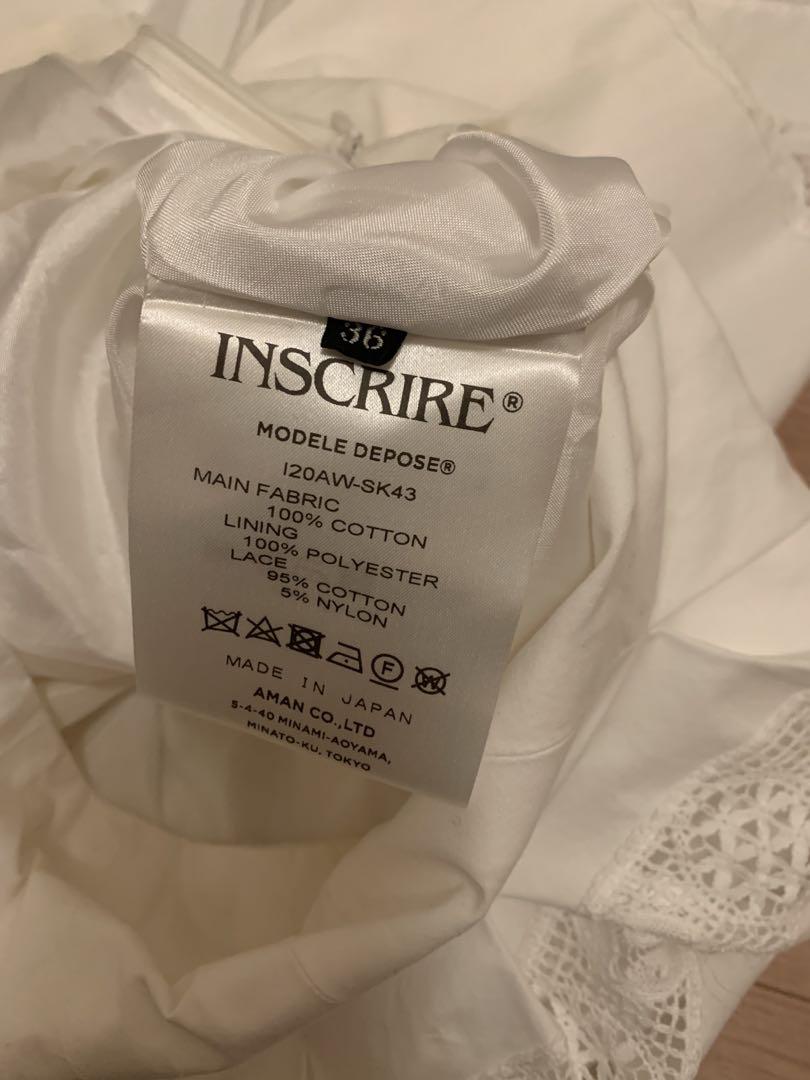 36
INSCRIRE®
MODELE DEPOSE®
I20AW-SK43
MAIN FABRIC
100% COTTON
LINING
100% POLYESTER
LACE
95% COTTON
5% NYLON
F W
MADE IN JAPAN
AMAN CO.,LTD
5-4-40 MINAMI-AOYAMA,
MINATO-KU, TOKYO